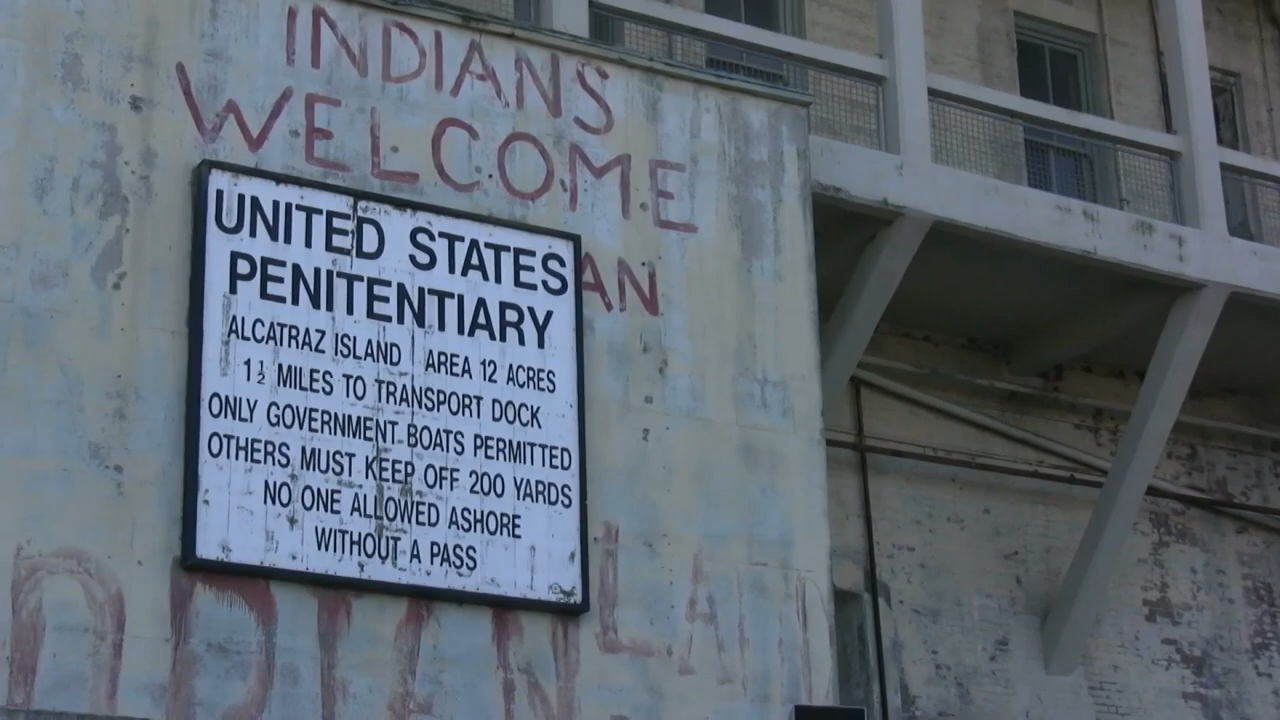 INDIANS
WELCOME
UNITED STATES
PENITENTIARY
ALCATRAZ ISLAND AREA 12 ACRES
1½ MILES TO TRANSPORT DOCK
ONLY GOVERNMENT BOATS PERMITTED
OTHERS MUST KEEP OFF 200 YARDS
NO ONE ALLOWED ASHORE
WITHOUT A PASS